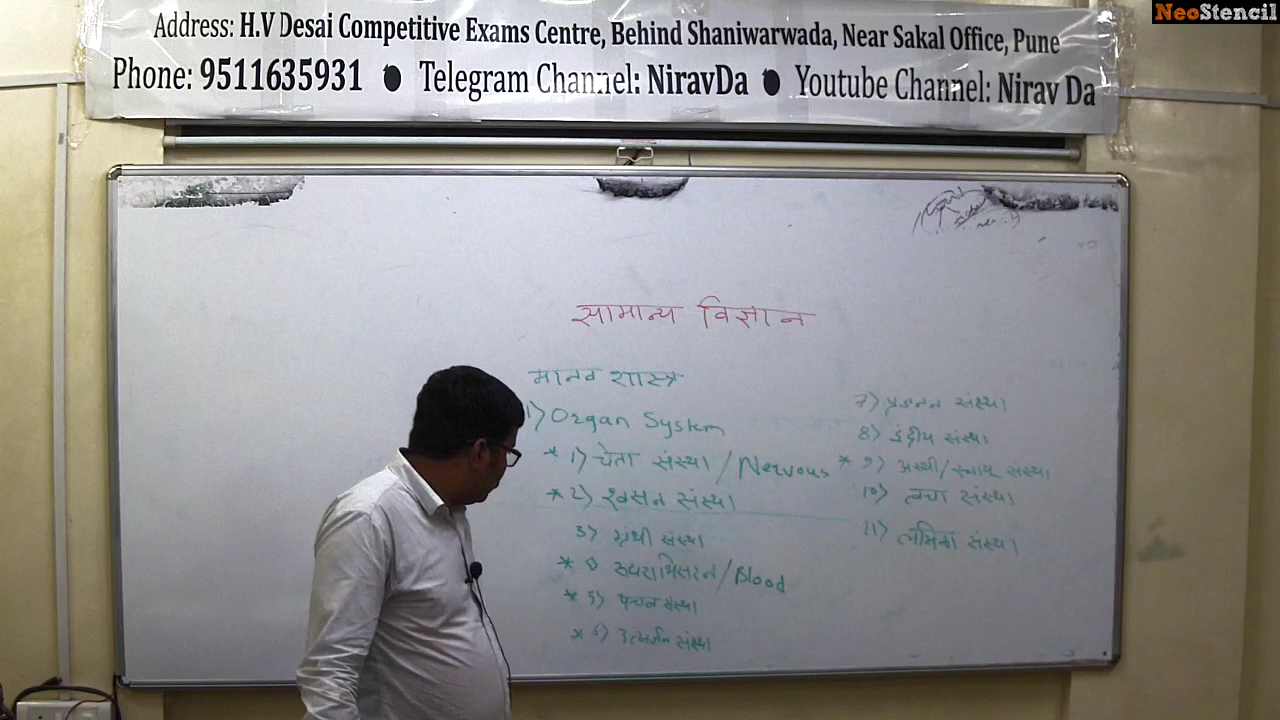 NeoStencil
Address: H.V Desai Competitive Exams Centre, Behind Shaniwarwada, Near Sakal Office, Pune
Phone: 9511635931 ● Telegram Channel: NiravDa ● Youtube Channel: Nirav Da
सामान्य विज्ञान
मानव शास्त्र
1) Organ System
* 1) चेता संस्था / Nervous
* 2) श्वसन संस्था
3) ग्रंथी संस्था
* 4) रुधिराभिसरण / Blood
* 5) पचन संस्था
* 6) उत्सर्जन संस्था
7) प्रजनन संस्था
8) इंद्रीय संस्था
* 9) अस्थी / स्नायू संस्था
10) त्वचा संस्था
11) लसिका संस्था